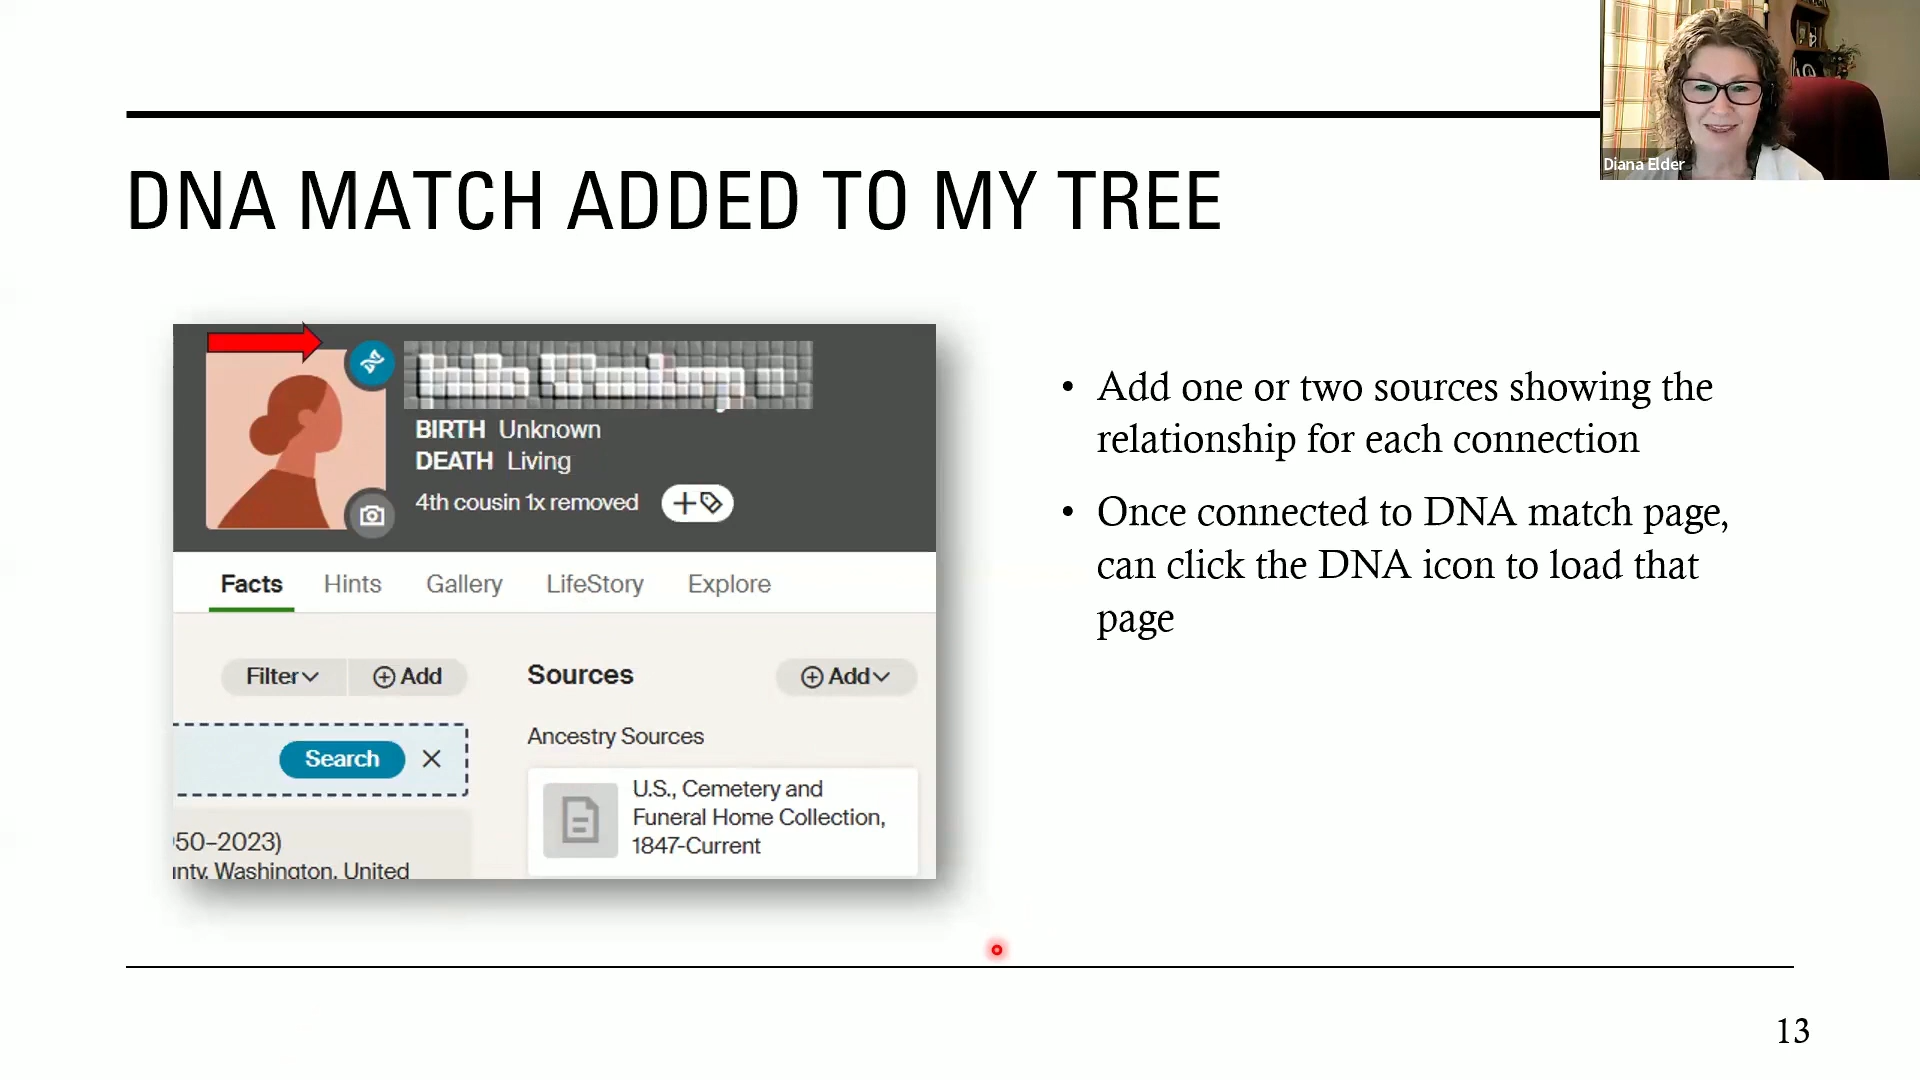 Diana Elder
DNA MATCH ADDED TO MY TREE
BIRTH Unknown
DEATH Living
4th cousin 1x removed
Facts Hints Gallery LifeStory Explore
Filter Add
Sources
Add
Search
Ancestry Sources
U.S., Cemetery and
Funeral Home Collection,
1847-Current
50–2023)
Washington, United
• Add one or two sources showing the
relationship for each connection
• Once connected to DNA match page,
can click the DNA icon to load that
page
13